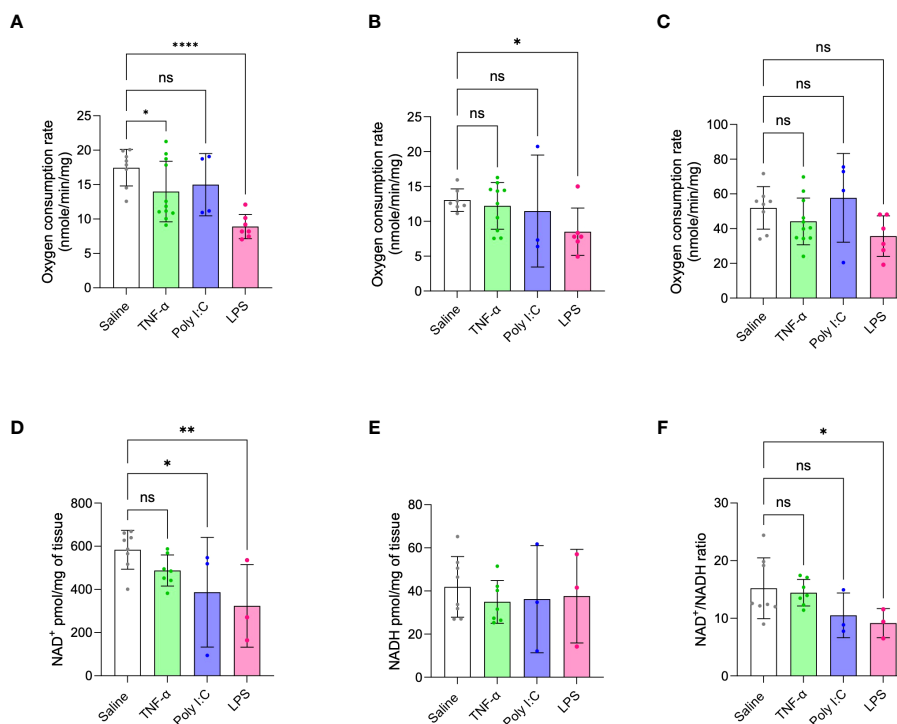 A
****
ns
*
25
20
15
10
5
0
Oxygen consumption rate
(nmole/min/mg)
Saline
TNF-α
Poly I:C
LPS
B
*
ns
ns
25
20
15
10
5
0
Oxygen consumption rate
(nmole/min/mg)
Saline
TNF-α
Poly I:C
LPS
C
ns
ns
ns
100
80
60
40
20
0
Oxygen consumption rate
(nmole/min/mg)
Saline
TNF-α
Poly I:C
LPS
D
**
*
ns
800
600
400
200
0
NAD⁺ pmol/mg of tissue
Saline
TNF-α
Poly I:C
LPS
E
80
60
40
20
0
NADH pmol/mg of tissue
Saline
TNF-α
Poly I:C
LPS
F
*
ns
ns
30
20
10
0
NAD⁺/NADH ratio
Saline
TNF-α
Poly I:C
LPS